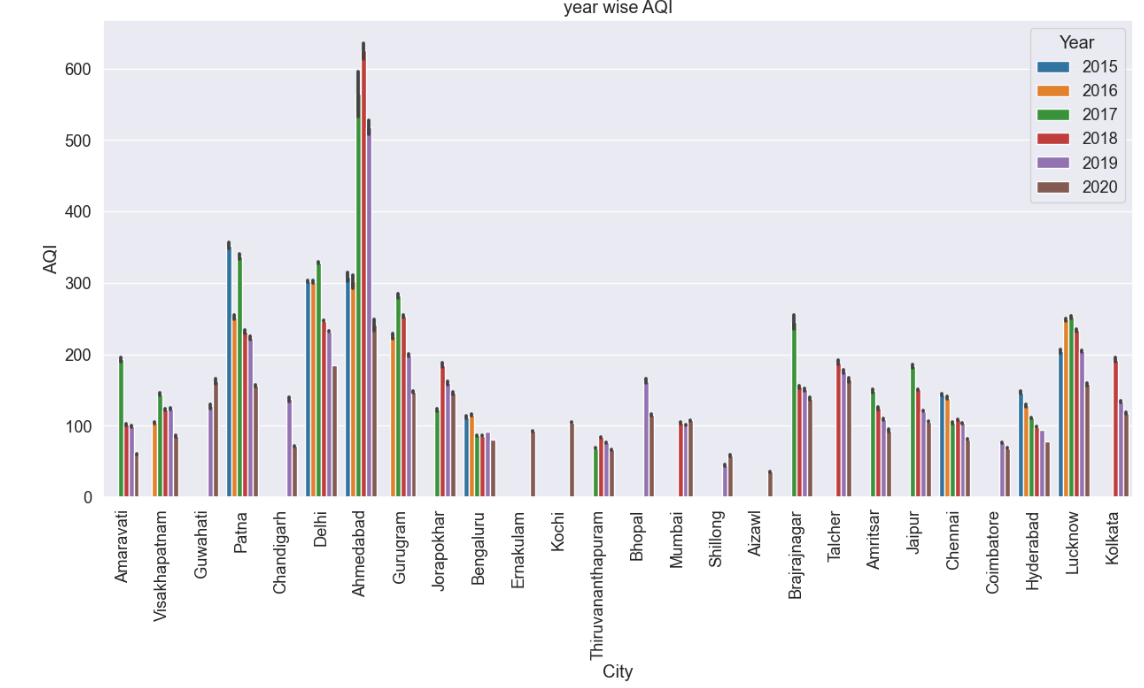 year wise AQI
AQI
600
500
400
300
200
100
0
Year
2015
2016
2017
2018
2019
2020
Amaravati
Visakhapatnam
Guwahati
Patna
Chandigarh
Delhi
Ahmedabad
Gurugram
Jorapokhar
Bengaluru
Ernakulam
Kochi
Thiruvananthapuram
Bhopal
Mumbai
Shillong
Aizawl
Brajrajnagar
Talcher
Amritsar
Jaipur
Chennai
Coimbatore
Hyderabad
Lucknow
Kolkata
City